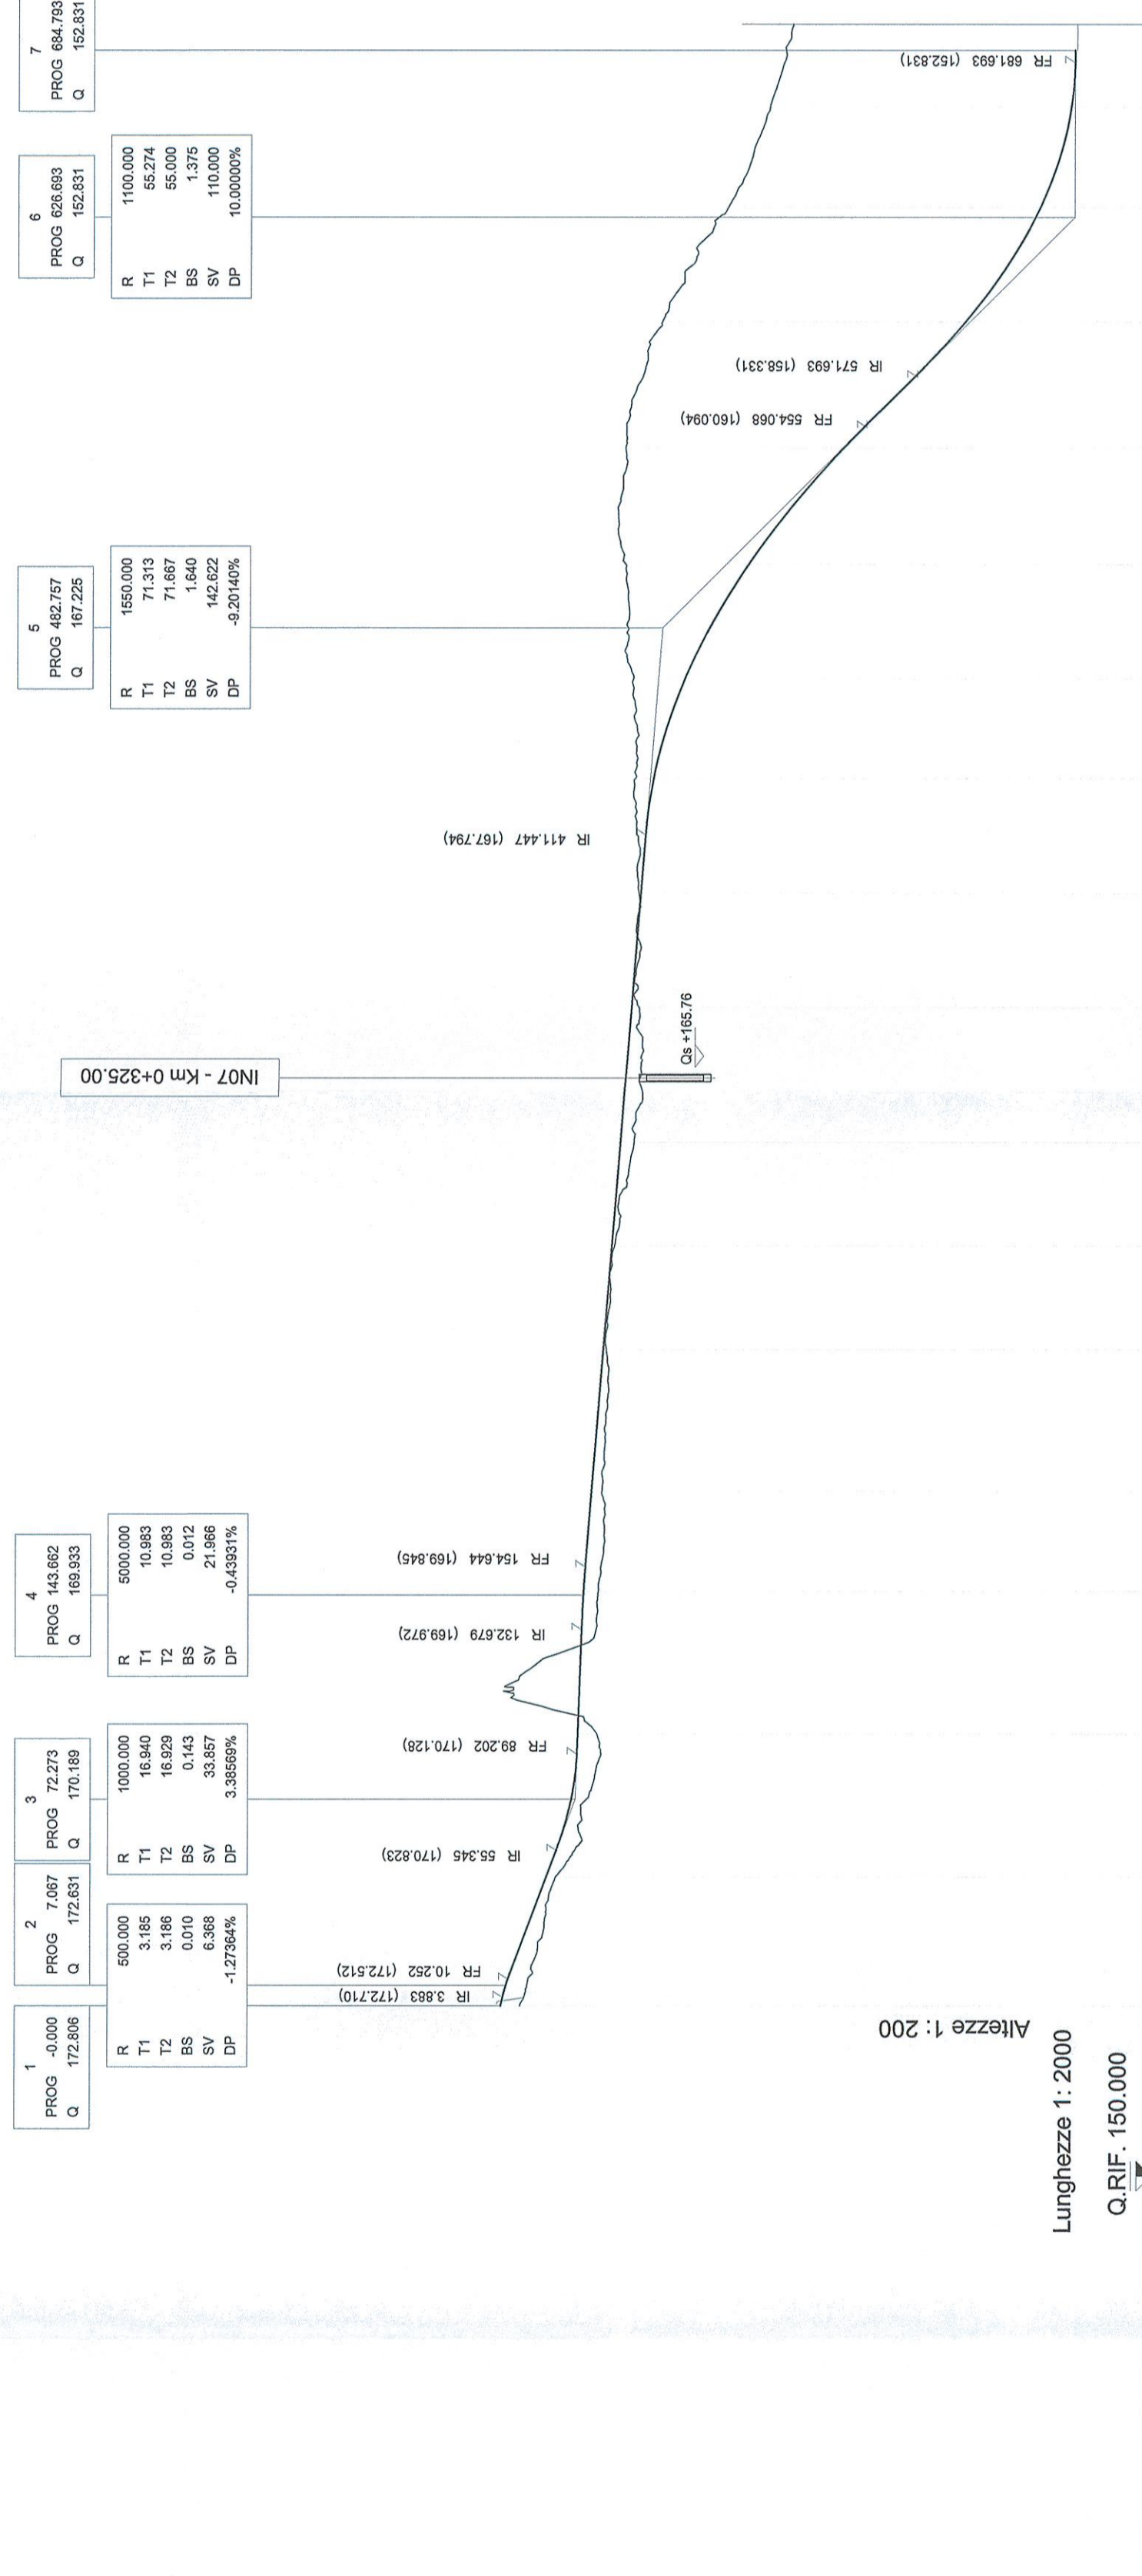 1
PROG -0.000
Q 172.806
2
PROG 7.067
Q 172.631
R 500.000
T1 3.185
T2 3.186
BS 0.010
SV 6.368
DP -1.27364%
3
PROG 72.273
Q 170.189
R 1000.000
T1 16.940
T2 16.929
BS 0.143
SV 33.857
DP 3.38569%
4
PROG 143.662
Q 169.933
R 5000.000
T1 10.983
T2 10.983
BS 0.012
SV 21.966
DP -0.43931%
IN07 - Km 0+325.00
5
PROG 482.757
Q 167.225
R 1550.000
T1 71.313
T2 71.667
BS 1.640
SV 142.622
DP -9.20140%
6
PROG 626.693
Q 152.831
R 1100.000
T1 55.274
T2 55.000
BS 1.375
SV 110.000
DP 10.00000%
7
PROG 684.793
Q 152.831
IR 3.883 (172.710)
FR 10.252 (172.512)
IR 55.345 (170.823)
FR 89.202 (170.128)
IR 132.679 (169.972)
FR 154.644 (169.845)
IR 411.447 (167.794)
FR 554.068 (160.094)
IR 571.693 (158.331)
FR 681.693 (152.831)
Qs +165.76
Altezze 1: 200
Lunghezze 1: 2000
Q.RIF. 150.000